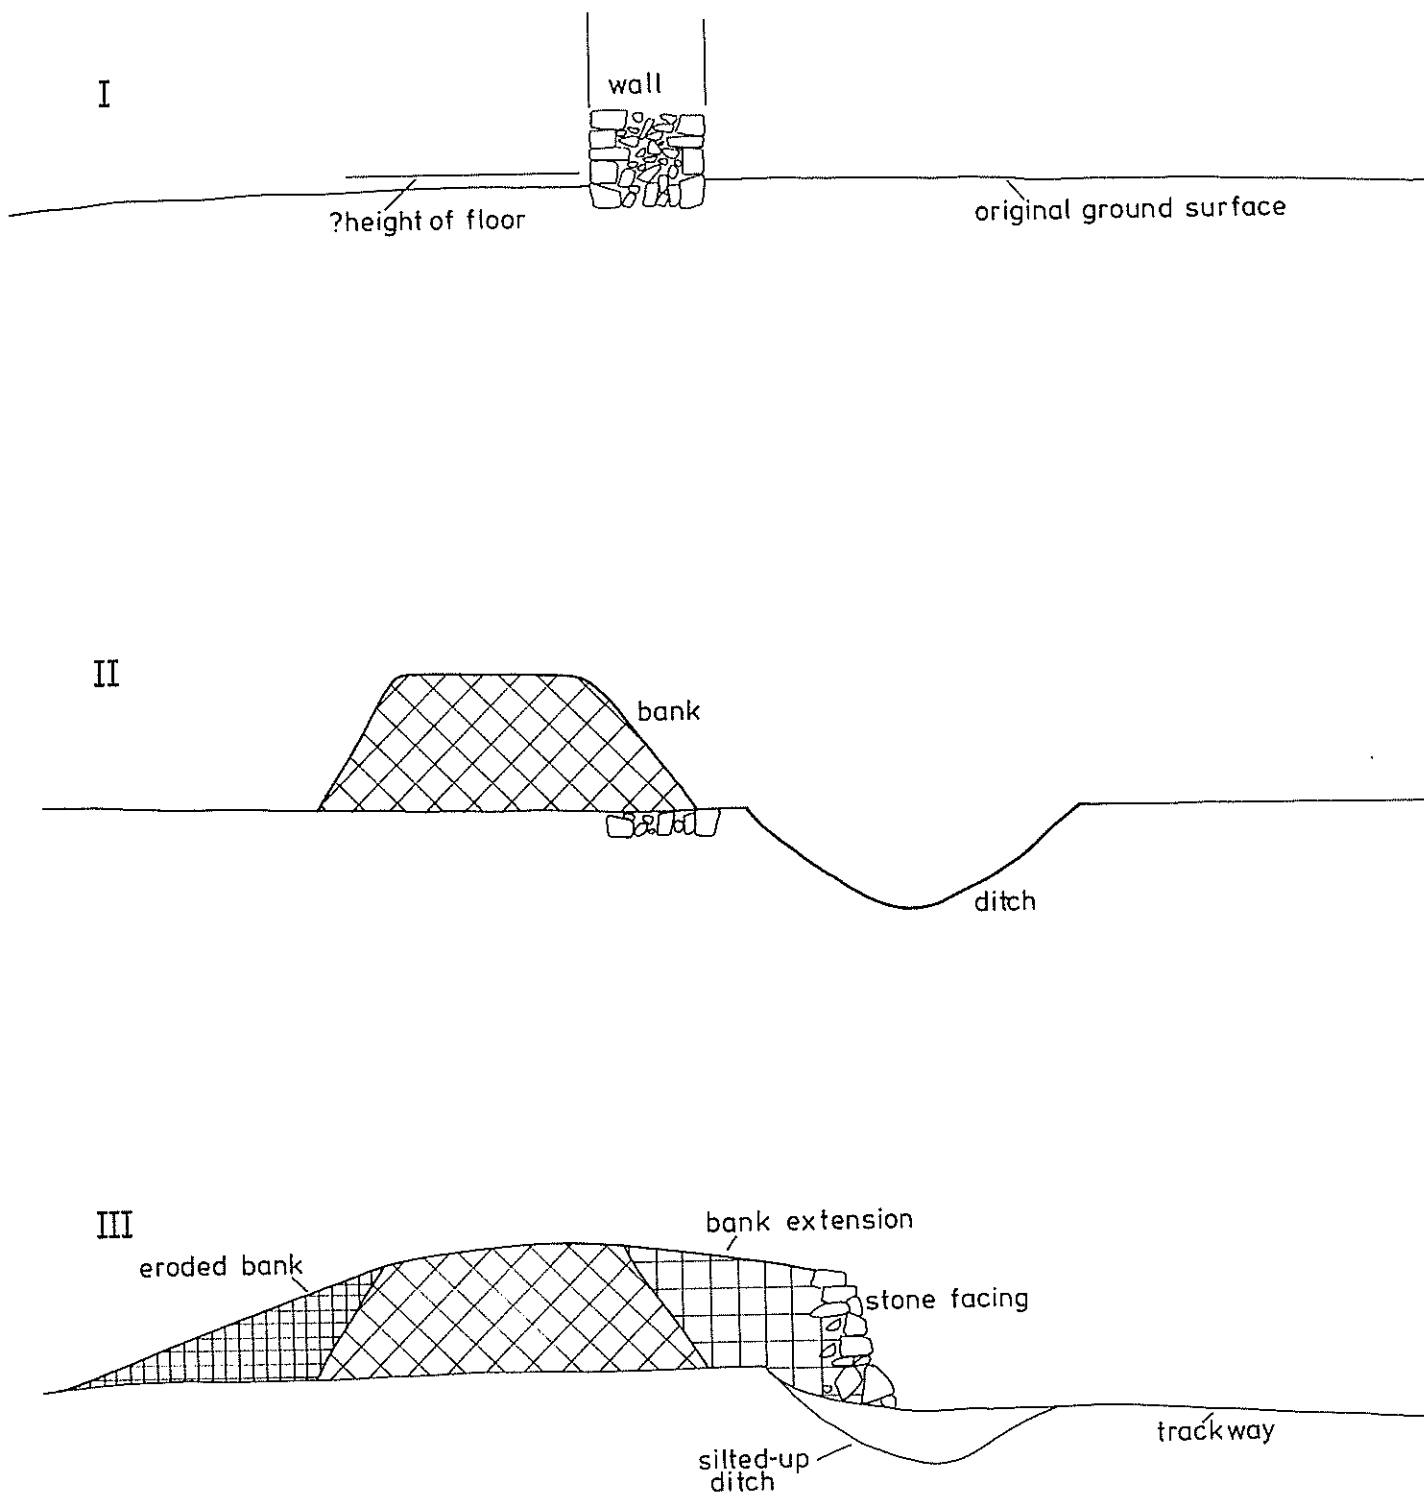 I
wall
?height of floor
original ground surface
II
bank
ditch
III
bank extension
eroded bank
stone facing
trackway
silted-up
ditch